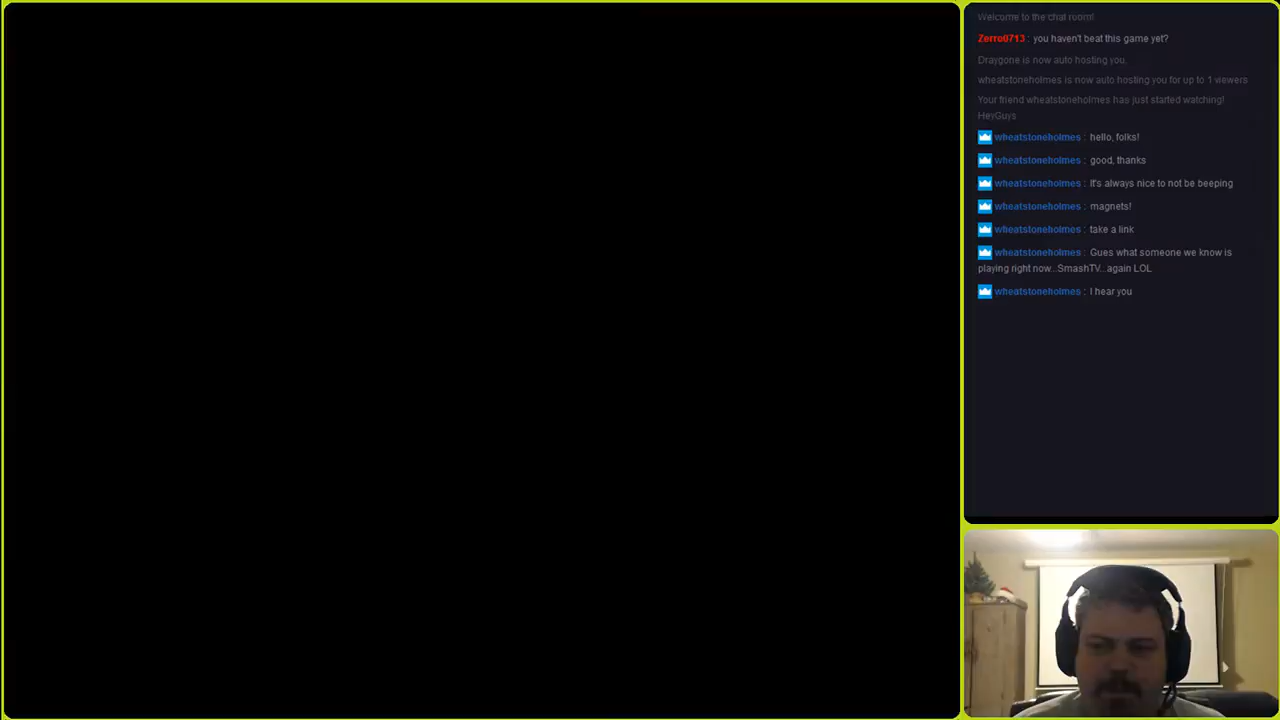 Welcome to the chat room!
Zerro0713: you haven't beat this game yet?
Draygone is now auto hosting you.
wheatstoneholmes is now auto hosting you for up to 1 viewers
Your friend wheatstoneholmes has just started watching!
HeyGuys
wheatstoneholmes: hello, folks!
wheatstoneholmes: good, thanks
wheatstoneholmes: It's always nice to not be beeping
wheatstoneholmes: magnets!
wheatstoneholmes: take a link
wheatstoneholmes: Gues what someone we know is
playing right now...SmashTV...again LOL
wheatstoneholmes: I hear you